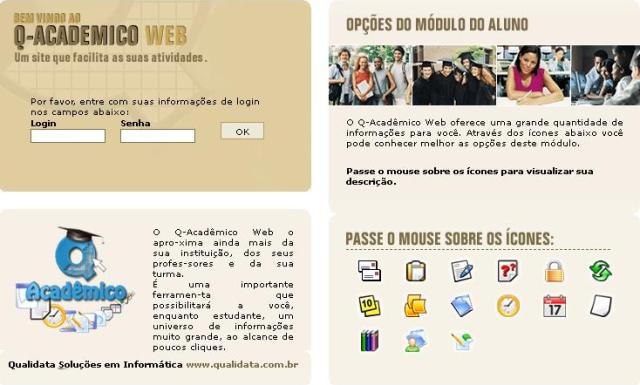 BEM VINDO AO
Q-ACADEMICO WEB
Um site que facilita as suas atividades.
Por favor, entre com suas informações de login
nos campos abaixo:
Login Senha
OK
OPÇÕES DO MÓDULO DO ALUNO
O Q-Acadêmico Web oferece uma grande quantidade de
informações para você. Através dos ícones abaixo você
pode conhecer melhor as opções deste módulo.
Passe o mouse sobre os ícones para visualizar sua
descrição.
Q
Acadêmico
O Q-Acadêmico Web o
apro-xima ainda mais da
sua instituição, dos seus
profes-sores e da sua
turma.
É uma importante
ferramen-ta que
possibilitará a você,
enquanto estudante, um
universo de informações
muito grande, ao alcance de
poucos cliques.
Qualidata Soluções em Informática www.qualidata.com.br
PASSE O MOUSE SOBRE OS ÍCONES:
??
10
17